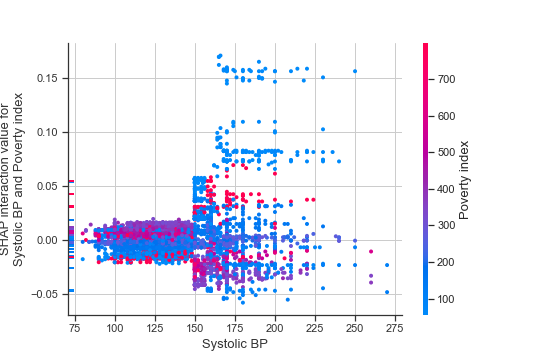 SHAP interaction value for
Systolic BP and Poverty index
0.15
0.10
0.05
0.00
−0.05
75 100 125 150 175 200 225 250 275
Systolic BP
700
600
500
400
300
200
100
Poverty index